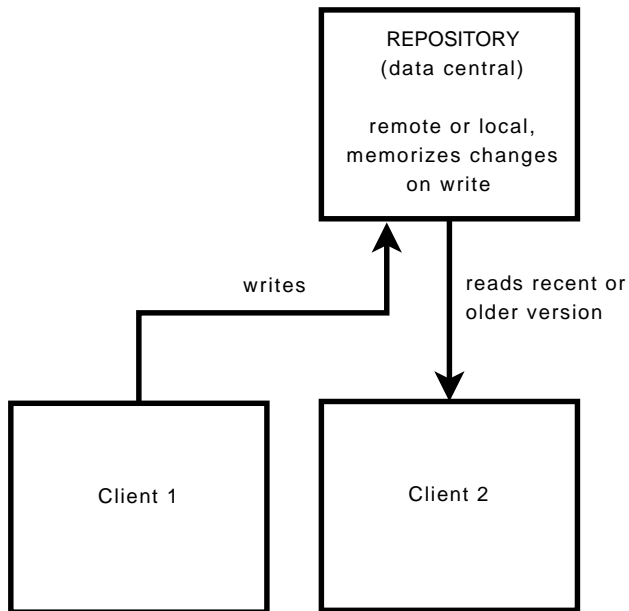 REPOSITORY
(data central)
remote or local,
memorizes changes
on write
writes
reads recent or
older version
Client 1
Client 2